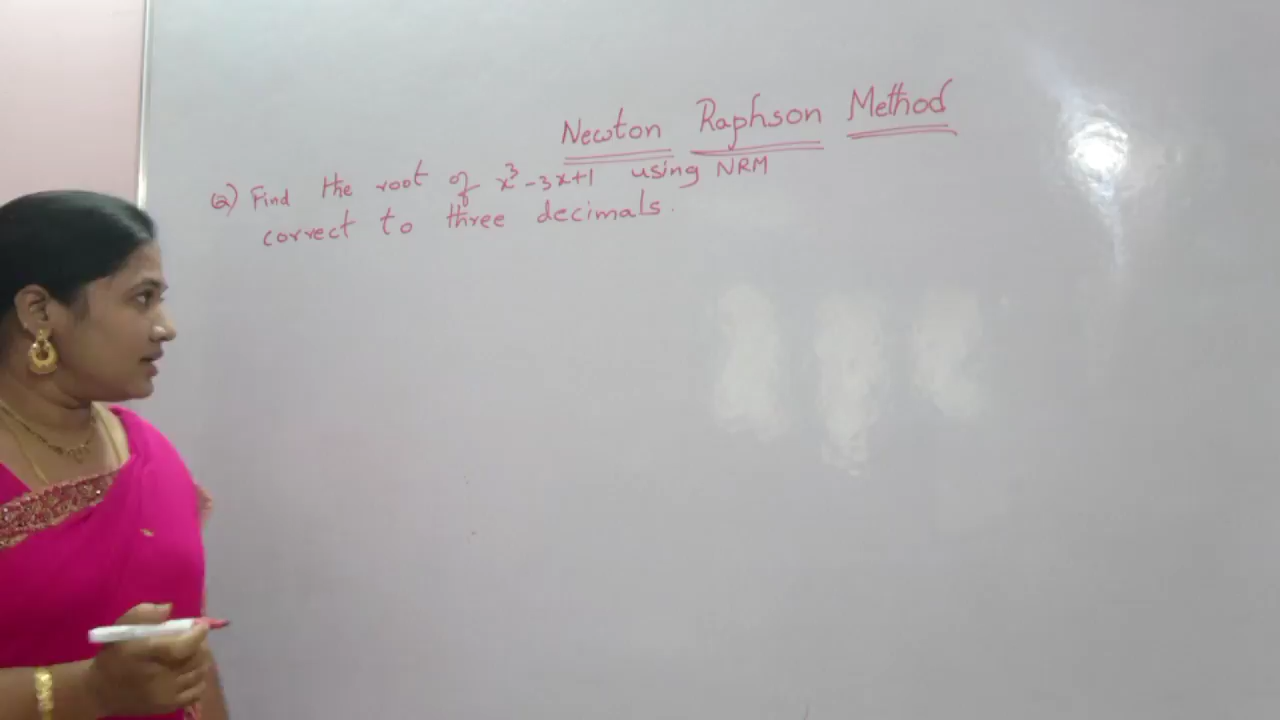 Newton Raphson Method
Q) Find the root of x³-3x+1 using NRM
correct to three decimals.